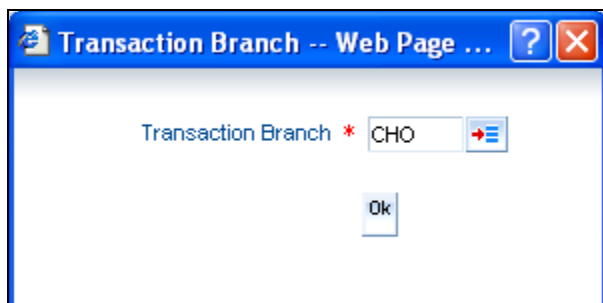 Transaction Branch -- Web Page ...
Transaction Branch * CHO
Ok